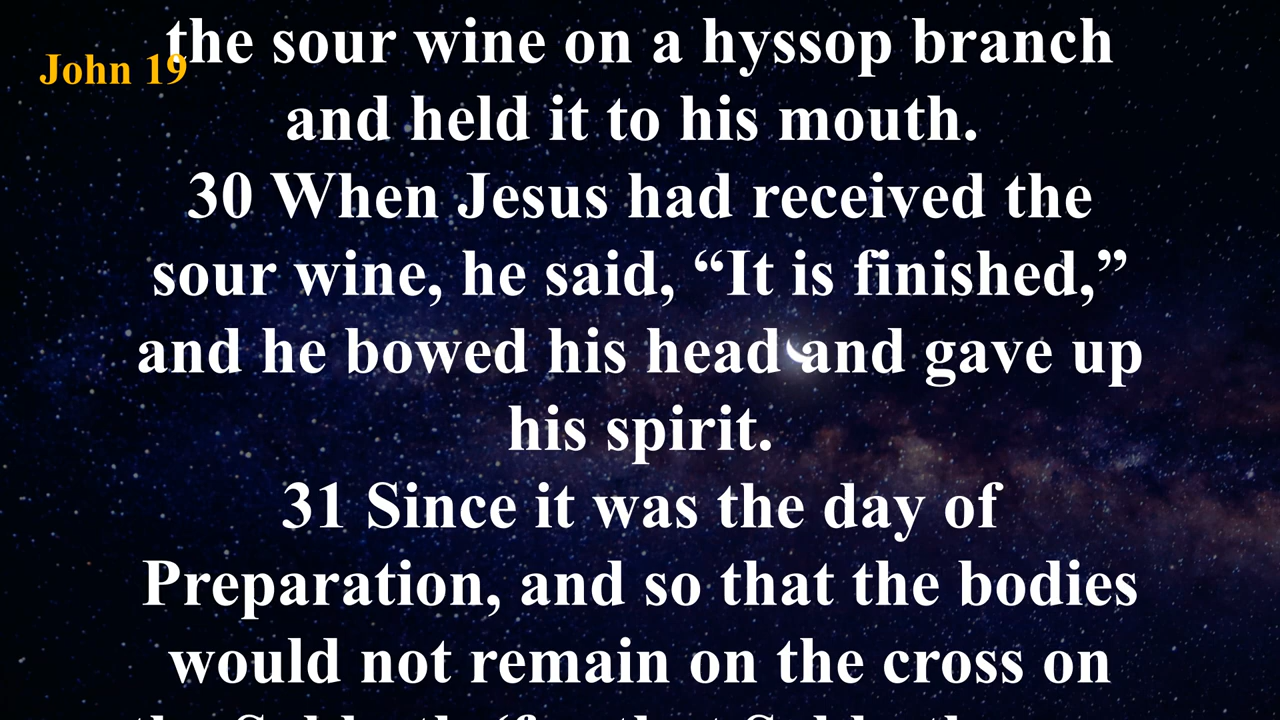 the sour wine on a hyssop branch
John 19
and held it to his mouth.
30 When Jesus had received the
sour wine, he said, “It is finished,”
and he bowed his head and gave up
his spirit.
31 Since it was the day of
Preparation, and so that the bodies
would not remain on the cross on